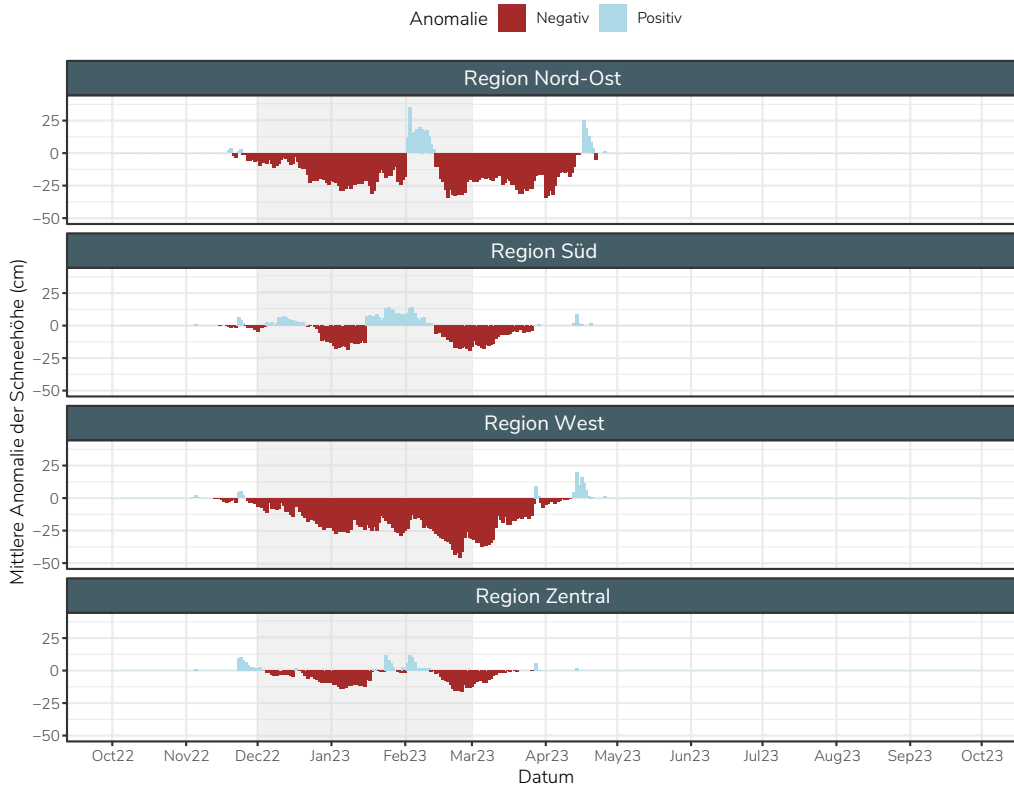 Anomalie Negativ Positiv
Region Nord-Ost
25
0
−25
−50
Region Süd
25
0
−25
−50
Region West
25
0
−25
−50
Region Zentral
25
0
−25
−50
Mittlere Anomalie der Schneehöhe (cm)
Oct22 Nov22 Dec22 Jan23 Feb23 Mar23 Apr23 May23 Jun23 Jul23 Aug23 Sep23 Oct23
Datum